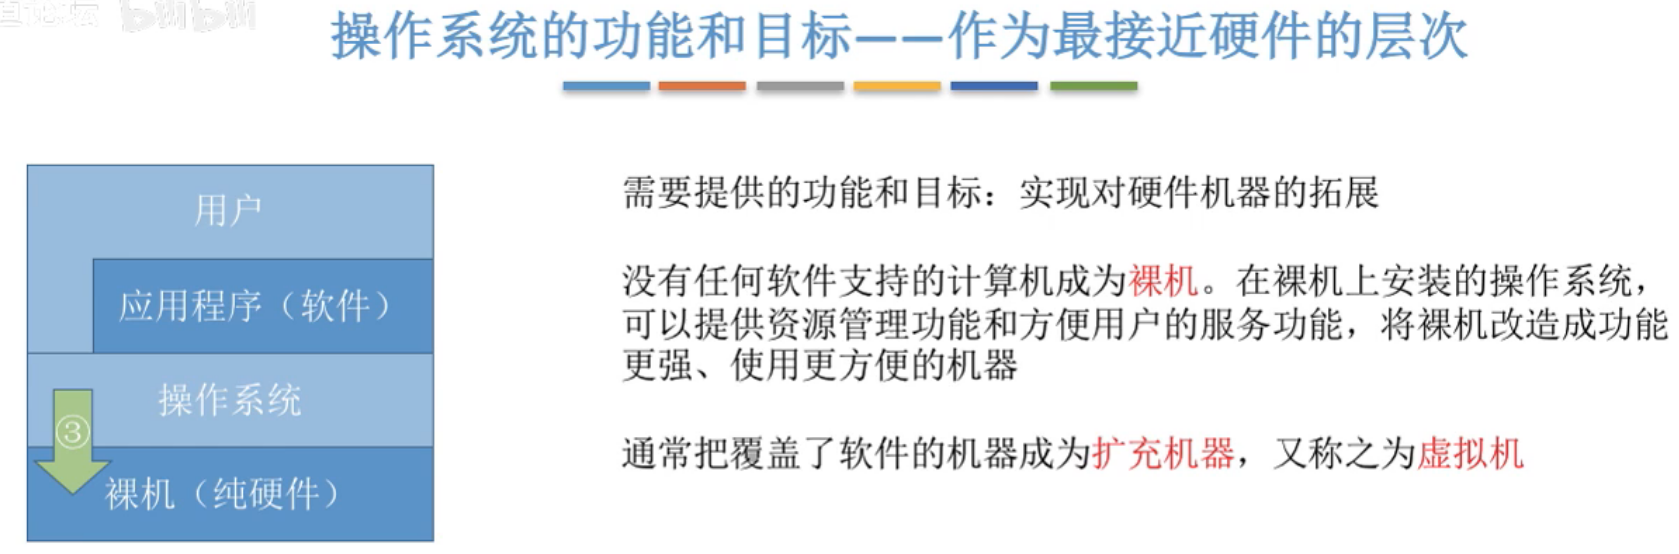 操作系统的功能和目标——作为最接近硬件的层次
用户
应用程序（软件）
操作系统
③
裸机（纯硬件）
需要提供的功能和目标：实现对硬件机器的拓展
没有任何软件支持的计算机成为裸机。在裸机上安装的操作系统，
可以提供资源管理功能和方便用户的服务功能，将裸机改造成功能
更强、使用更方便的机器
通常把覆盖了软件的机器成为扩充机器，又称之为虚拟机